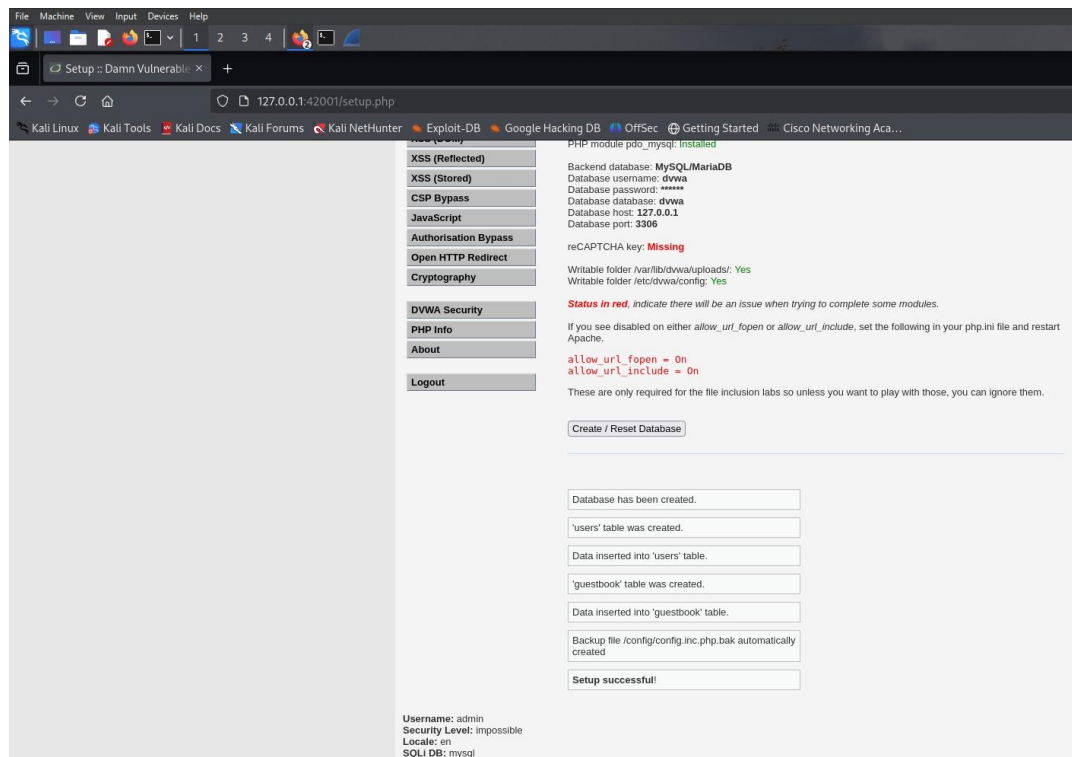 File Machine View Input Devices Help
1 2 3 4
Setup :: Damn Vulnerable
127.0.0.1:42001/setup.php
Kali Linux Kali Tools Kali Docs Kali Forums Kali NetHunter Exploit-DB Google Hacking DB OffSec Getting Started Cisco Networking Aca...
XSS (Reflected)
XSS (Stored)
CSP Bypass
JavaScript
Authorisation Bypass
Open HTTP Redirect
Cryptography
DVWA Security
PHP Info
About
Logout
PHP module pdo_mysql: Installed
Backend database: MySQL/MariaDB
Database username: dvwa
Database password: ******
Database database: dvwa
Database host: 127.0.0.1
Database port: 3306
reCAPTCHA key: Missing
Writable folder /var/lib/dvwa/uploads/: Yes
Writable folder /etc/dvwa/config: Yes
Status in red, indicate there will be an issue when trying to complete some modules.
If you see disabled on either allow_url_fopen or allow_url_include, set the following in your php.ini file and restart
Apache.
allow_url_fopen = On
allow_url_include = On
These are only required for the file inclusion labs so unless you want to play with those, you can ignore them.
Create / Reset Database
Database has been created.
'users' table was created.
Data inserted into 'users' table.
'guestbook' table was created.
Data inserted into 'guestbook' table.
Backup file /config/config.inc.php.bak automatically
created
Setup successful!
Username: admin
Security Level: impossible
Locale: en
SQLi DB: mysql